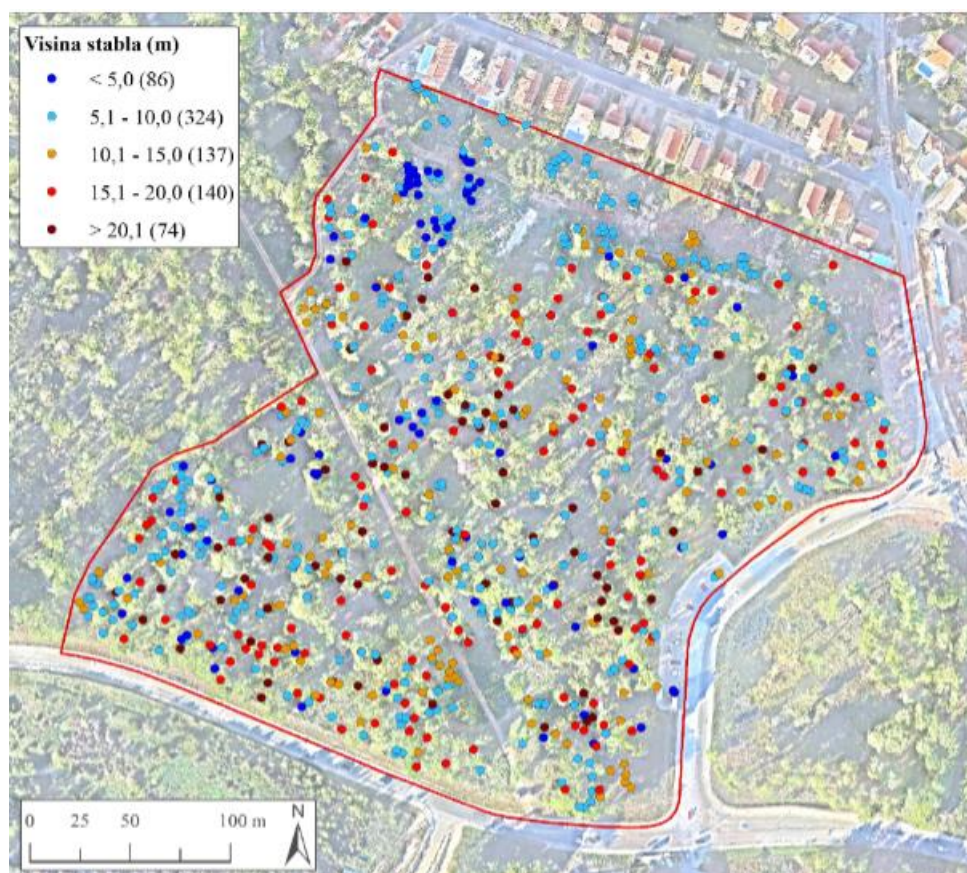 Visina stabla (m)
< 5,0 (86)
5,1 - 10,0 (324)
10,1 - 15,0 (137)
15,1 - 20,0 (140)
> 20,1 (74)
0 25 50 100 m
N